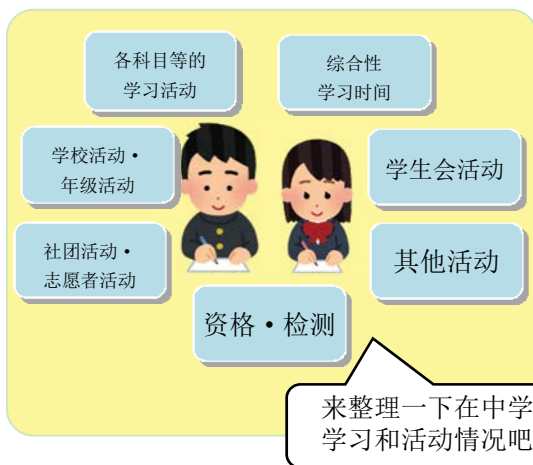 各科目等的
学习活动
综合性
学习时间
学校活动・
年级活动
学生会活动
社团活动・
志愿者活动
其他活动
资格・检测
来整理一下在中学
学习和活动情况吧